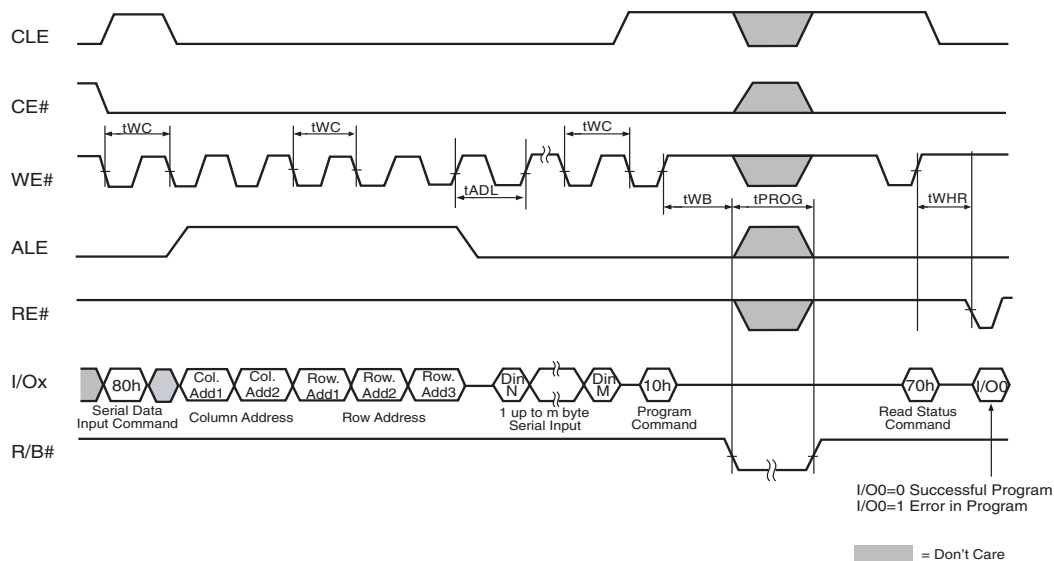 CLE
CE#
tWC
tWC
tWC
WE#
tADL
tWB
tPROG
tWHR
ALE
RE#
I/Ox
80h
Col.
Add1
Col.
Add2
Row.
Add1
Row.
Add2
Row.
Add3
Din
N
Din
M
10h
70h
I/O0
Serial Data
Input Command
Column Address
Row Address
1 up to m byte
Serial Input
Program
Command
Read Status
Command
R/B#
I/O0=0 Successful Program
I/O0=1 Error in Program
= Don't Care